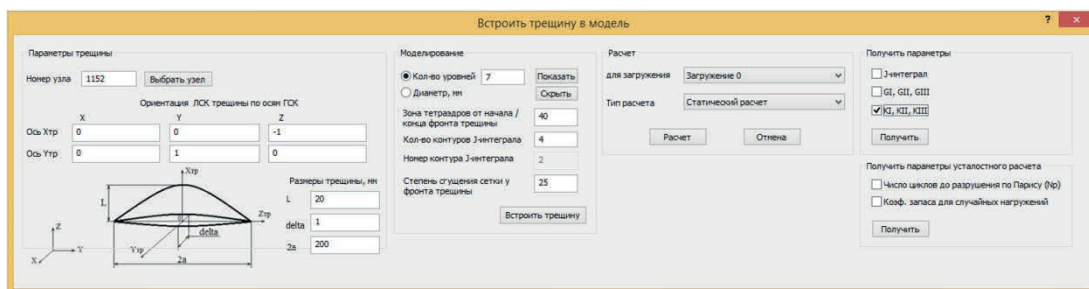 Встроить трещину в модель
? ×
Параметры трещины
Номер узла 1152 Выбрать узел
Ориентация ЛСК трещины по осям ГСК
X Y Z
Ось Xтр 0 0 -1
Ось Yтр 0 1 0
Xтр
L
Zтр
0
delta
Yтр
2a
Z
Y
X
Размеры трещины, мм
L 20
delta 1
2a 200
Моделирование
Кол-во уровней 7 Показать
Диаметр, мм Скрыть
Зона тетраэдров от начала /
конца фронта трещины 40
Кол-во контуров J-интеграла 4
Номер контура J-интеграла 2
Степень сгущения сетки у
фронта трещины 25
Встроить трещину
Расчет
для загружения Загружение 0
Тип расчета Статический расчет
Расчет Отмена
Получить параметры
J-интеграл
GI, GII, GIII
KI, KII, KIII
Получить
Получить параметры усталостного расчета
Число циклов до разрушения по Парису (Np)
Коэф. запаса для случайных нагружений
Получить